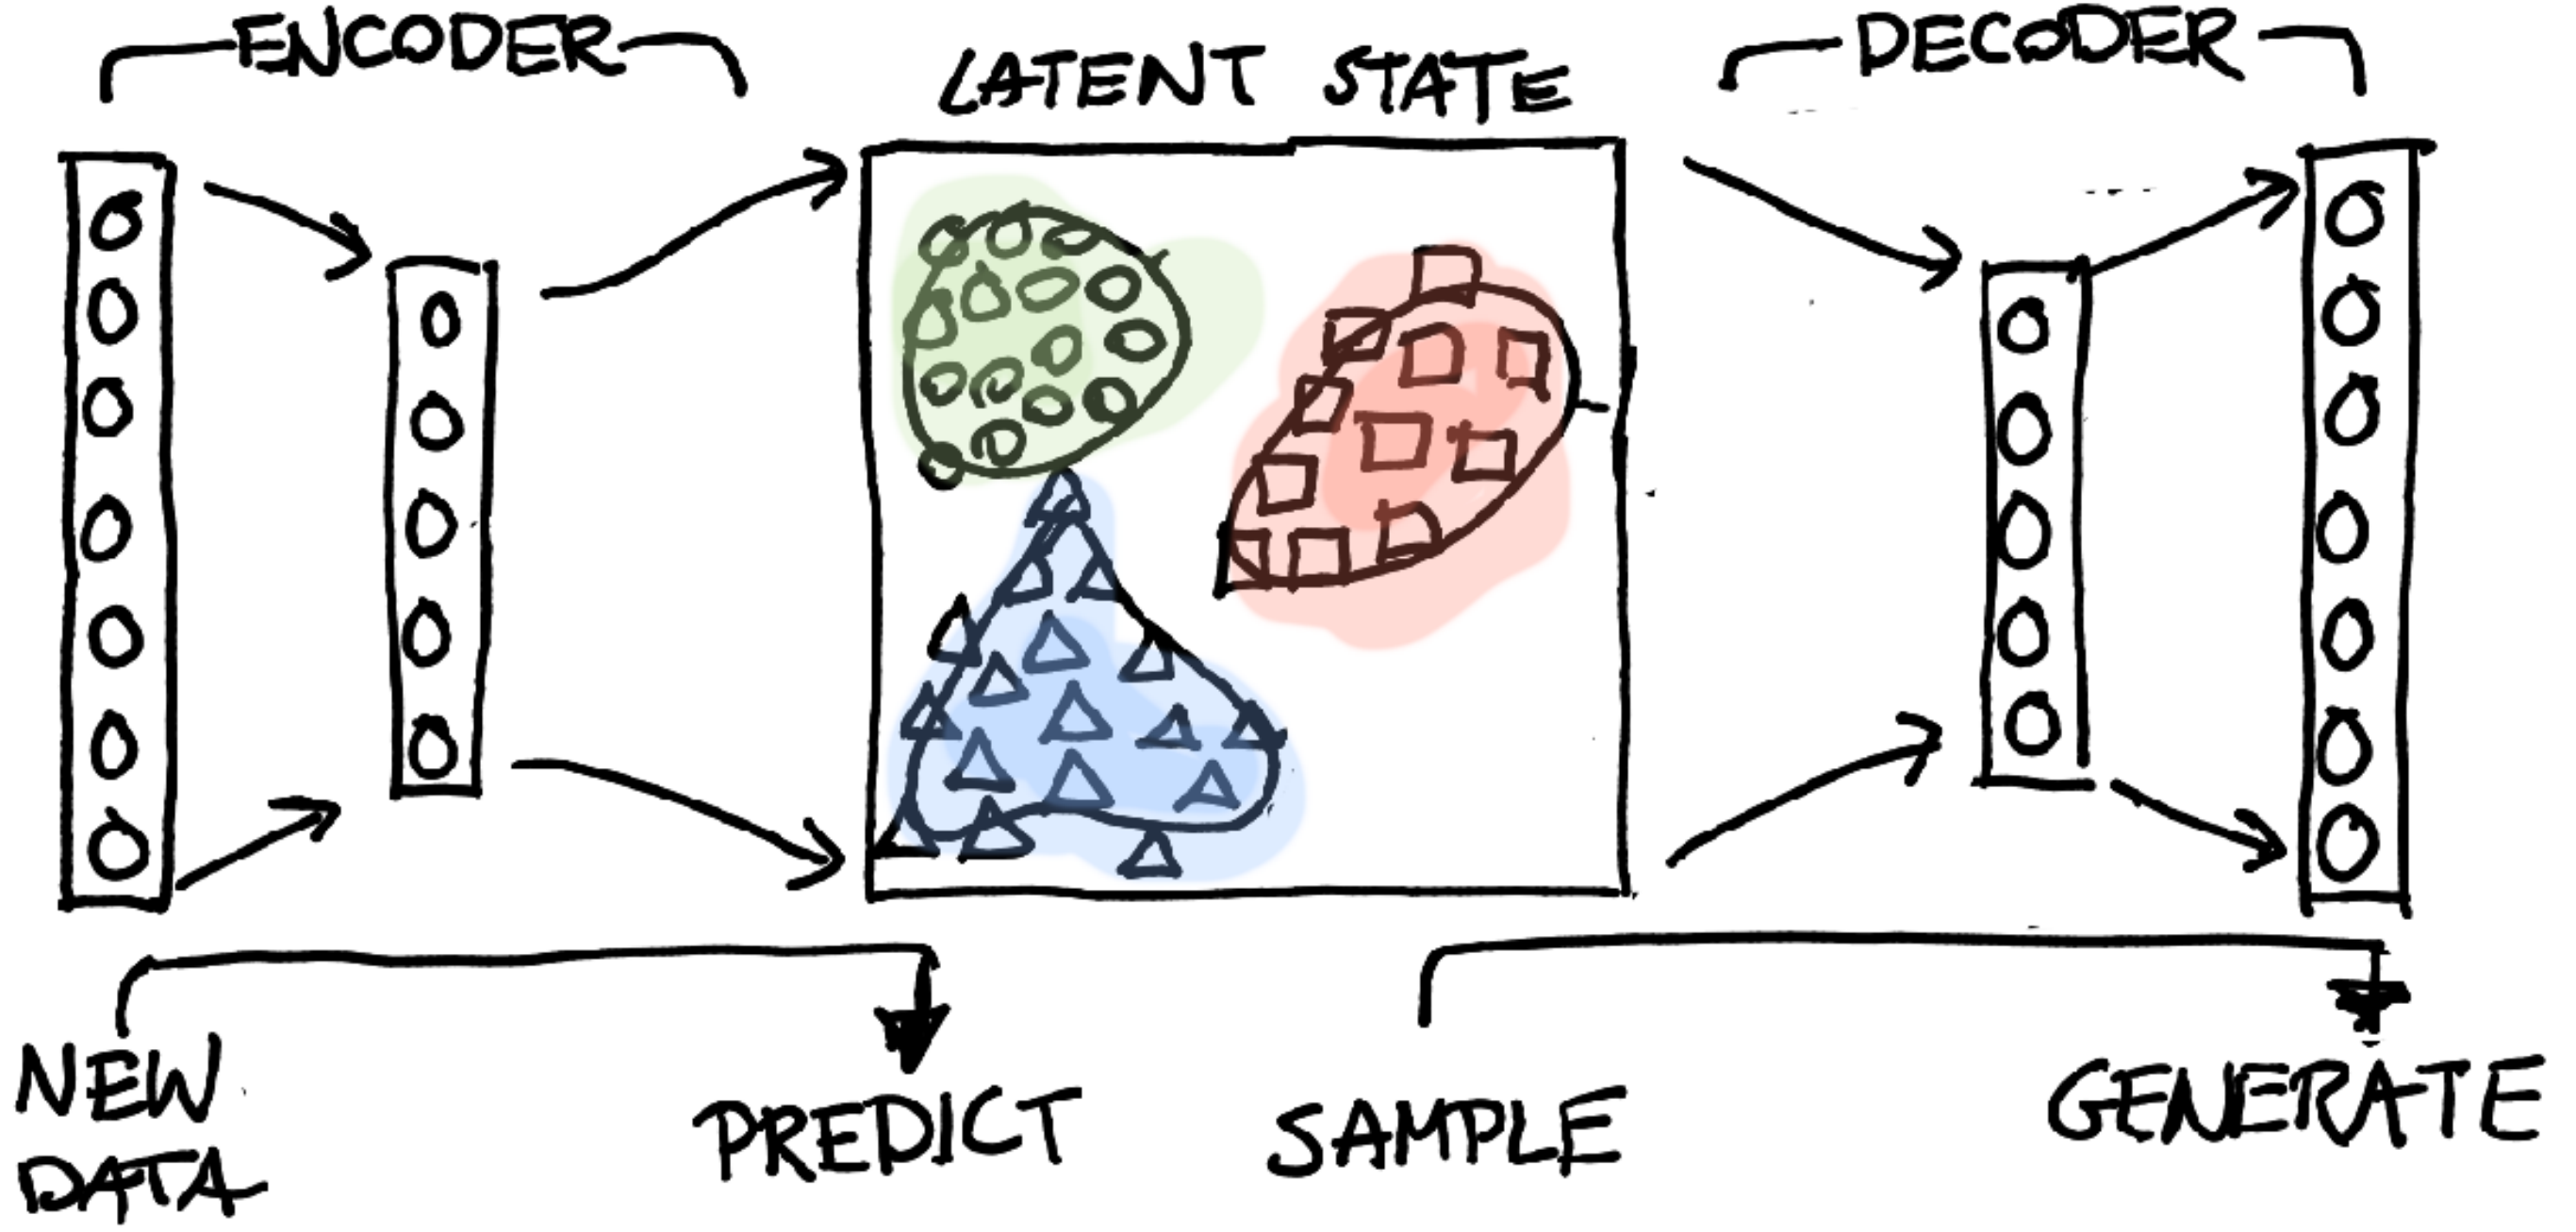 ENCODER
LATENT STATE
DECODER
NEW
DATA
PREDICT
SAMPLE
GENERATE